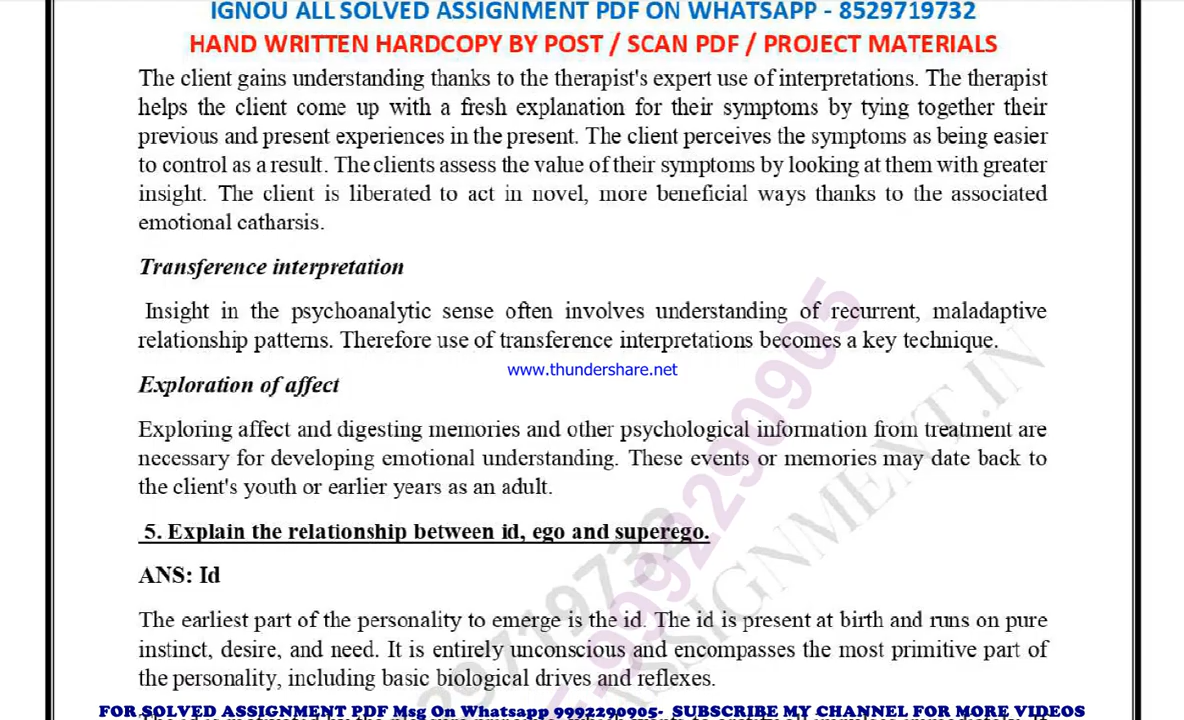 IGNOU ALL SOLVED ASSIGNMENT PDF ON WHATSAPP - 8529719732
HAND WRITTEN HARDCOPY BY POST / SCAN PDF / PROJECT MATERIALS
The client gains understanding thanks to the therapist's expert use of interpretations. The therapist
helps the client come up with a fresh explanation for their symptoms by tying together their
previous and present experiences in the present. The client perceives the symptoms as being easier
to control as a result. The clients assess the value of their symptoms by looking at them with greater
insight. The client is liberated to act in novel, more beneficial ways thanks to the associated
emotional catharsis.
Transference interpretation
Insight in the psychoanalytic sense often involves understanding of recurrent, maladaptive
relationship patterns. Therefore use of transference interpretations becomes a key technique.
www.thundershare.net
Exploration of affect
Exploring affect and digesting memories and other psychological information from treatment are
necessary for developing emotional understanding. These events or memories may date back to
the client's youth or earlier years as an adult.
5. Explain the relationship between id, ego and superego.
ANS: Id
The earliest part of the personality to emerge is the id. The id is present at birth and runs on pure
instinct, desire, and need. It is entirely unconscious and encompasses the most primitive part of
the personality, including basic biological drives and reflexes.
FOR SOLVED ASSIGNMENT PDF Msg On Whatsapp 9992290905- SUBSCRIBE MY CHANNEL FOR MORE VIDEOS
9992290905
ASSIGNMENT.IN